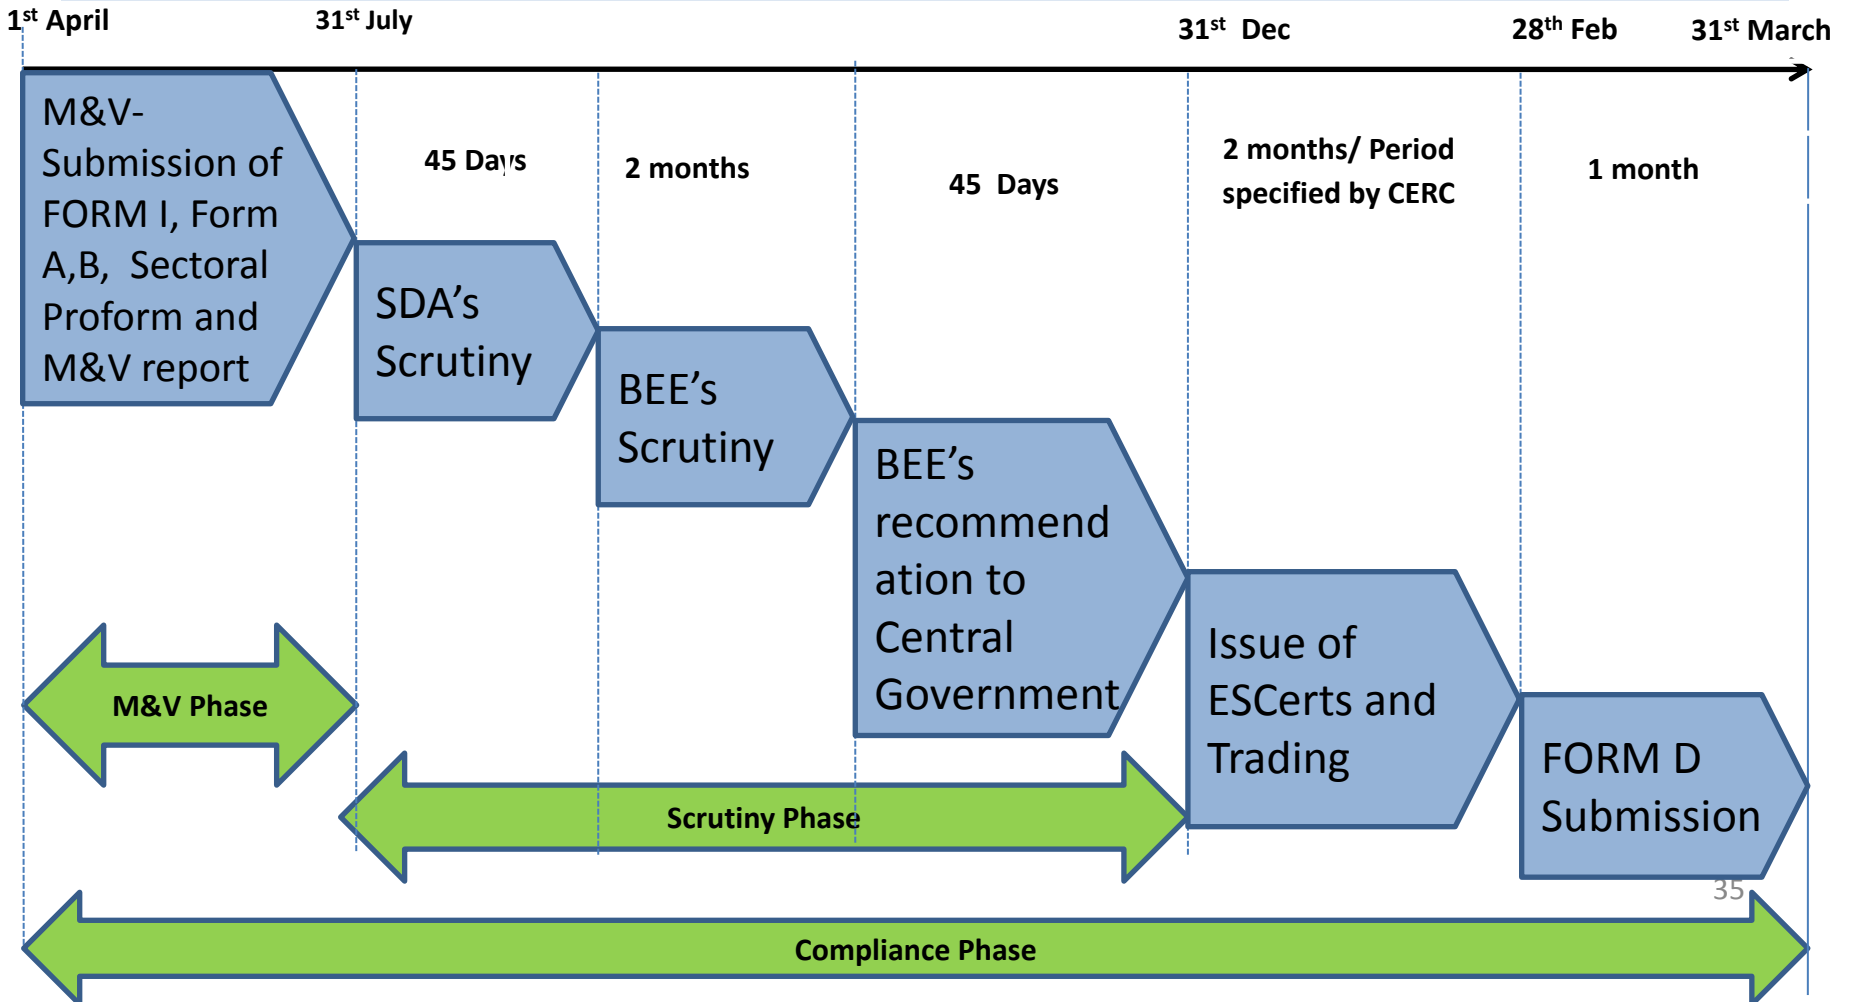 1st April
31st July
31st Dec
28th Feb
31st March
M&V-
Submission of
FORM I, Form
A,B, Sectoral
Proform and
M&V report
45 Days
2 months
45 Days
2 months/ Period
specified by CERC
1 month
SDA’s
Scrutiny
BEE’s
Scrutiny
BEE’s
recommend
ation to
Central
Government
Issue of
ESCerts and
Trading
FORM D
Submission
M&V Phase
Scrutiny Phase
35
Compliance Phase